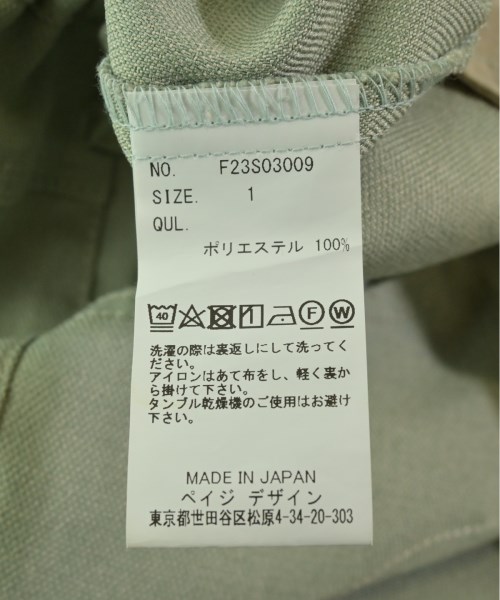 NO. F23S03009
SIZE. 1
QUL.
ポリエステル 100%
40 F W
洗濯の際は裏返しにして洗ってく
ださい。
アイロンはあて布をし、軽く裏か
ら掛けて下さい。
タンブル乾燥機のご使用はお避け
下さい。
MADE IN JAPAN
ペイジ デザイン
東京都世田谷区松原4-34-20-303